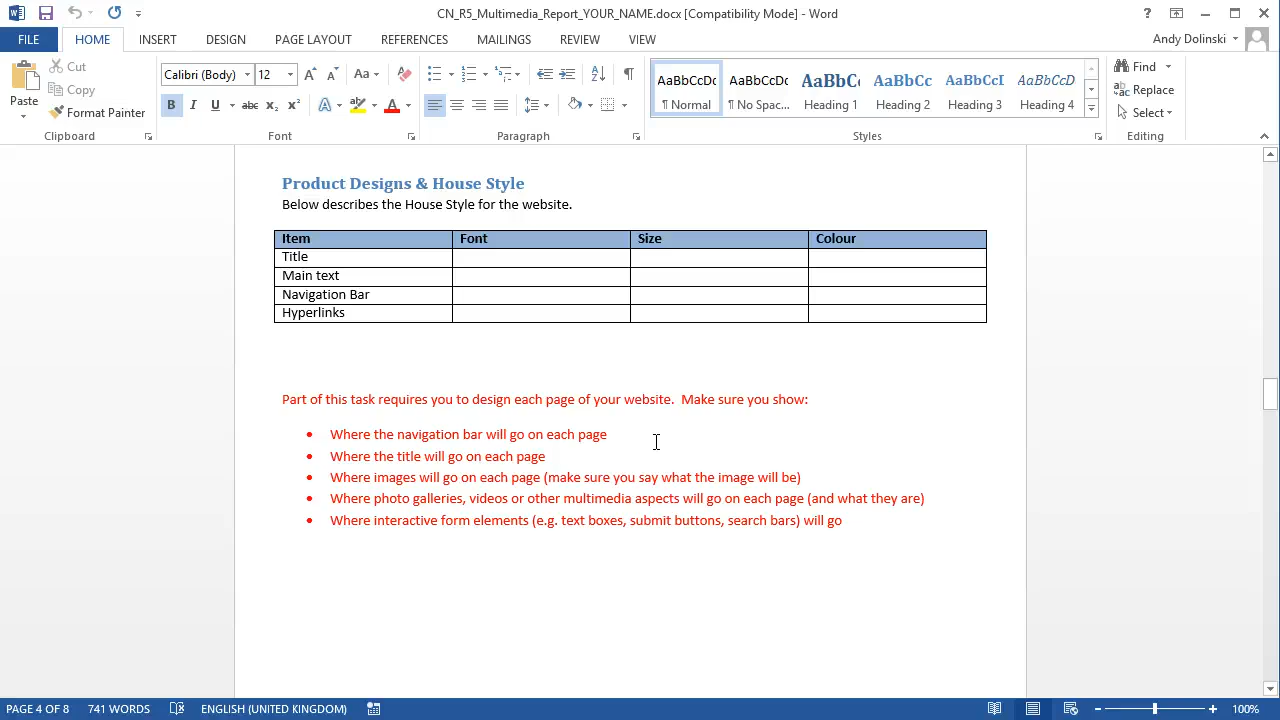 CN_R5_Multimedia_Report_YOUR_NAME.docx [Compatibility Mode] - Word
FILE HOME INSERT DESIGN PAGE LAYOUT REFERENCES MAILINGS REVIEW VIEW Andy Dolinski
Paste
Cut
Copy
Format Painter
Clipboard
Calibri (Body) 12
Font
Paragraph
AaBbCcDc AaBbCcDc AaBbCc AaBbCc AaBbCcD AaBbCcD
¶ Normal ¶ No Spac... Heading 1 Heading 2 Heading 3 Heading 4
Styles
Find
Replace
Select
Editing
Product Designs & House Style
Below describes the House Style for the website.
Item Font Size Colour
Title
Main text
Navigation Bar
Hyperlinks
Part of this task requires you to design each page of your website. Make sure you show:
• Where the navigation bar will go on each page
• Where the title will go on each page
• Where images will go on each page (make sure you say what the image will be)
• Where photo galleries, videos or other multimedia aspects will go on each page (and what they are)
• Where interactive form elements (e.g. text boxes, submit buttons, search bars) will go
PAGE 4 OF 8 741 WORDS ENGLISH (UNITED KINGDOM) 100%